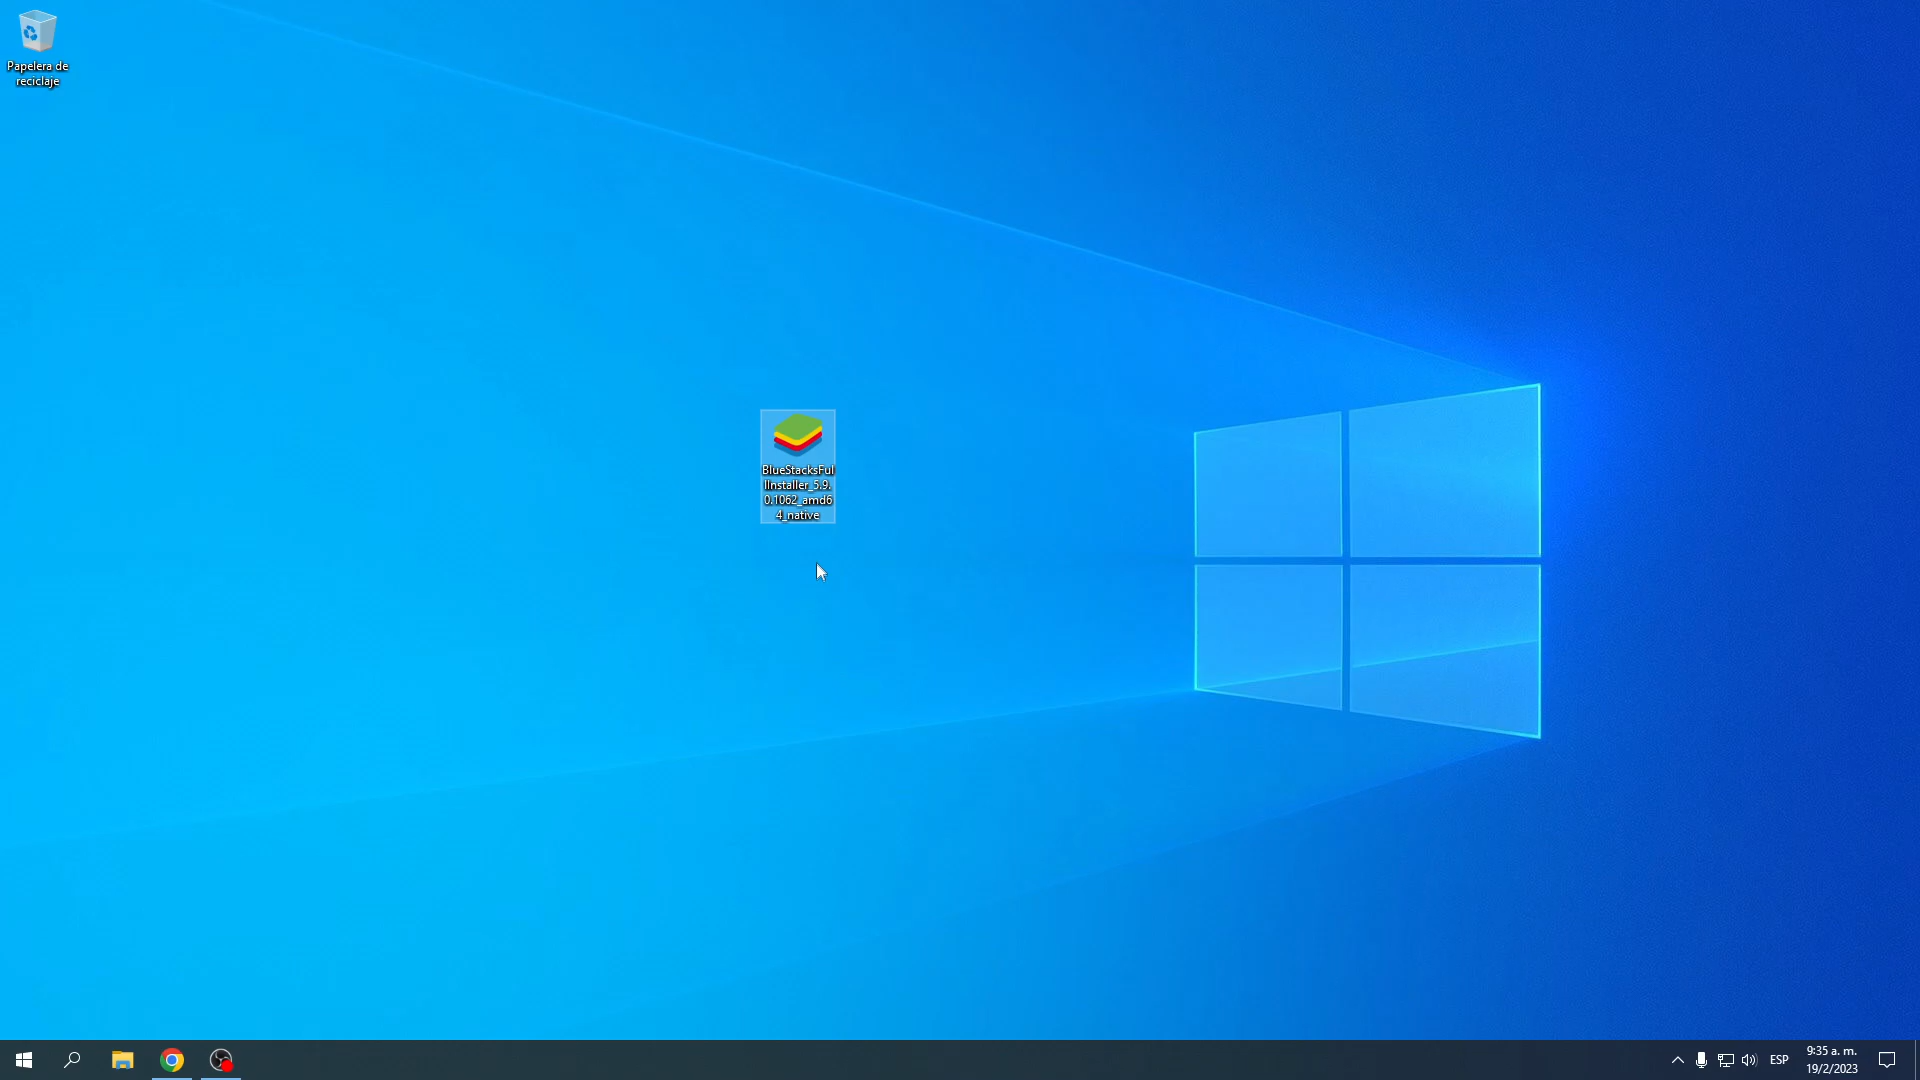 Papelera de
reciclaje
BlueStacksFul
lInstaller_5.9.
0.1062_amd6
4_native
ESP
9:35 a. m.
19/2/2023